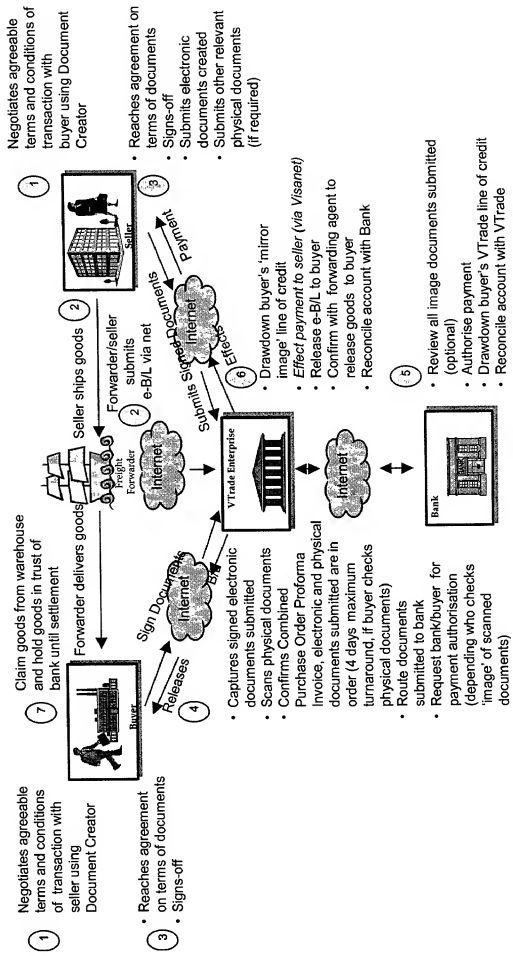 1
Negotiates agreeable
terms and conditions
of transaction with
seller using
Document Creator
3
• Reaches agreement
on terms of documents
• Signs-off
7
Claim goods from warehouse
and hold goods in trust of
bank until settlement
Buyer
Forwarder delivers goods
Freight
Forwarder
2
Seller ships goods
Forwarder/seller
submits
e-B/L via net
2
Internet
Seller
1
Negotiates agreeable
terms and conditions of
transaction with
buyer using Document
Creator
3
• Reaches agreement on
terms of documents
• Signs-off
• Submits electronic
documents created
• Submits other relevant
physical documents
(if required)
Sign Documents
Internet
Releases
B/L
4
Submits Signed Documents
Internet
Effects
Payment
VTrade Enterprise
• Captures signed electronic
documents submitted
• Scans physical documents
• Confirms Combined
Purchase Order Proforma
Invoice, electronic and physical
documents submitted are in
order (4 days maximum
turnaround, if buyer checks
physical documents)
• Route documents
submitted to bank
• Request bank/buyer for
payment authorisation
(depending who checks
'image' of scanned
documents)
6
• Drawdown buyer's 'mirror
image' line of credit
• Effect payment to seller (via Visanet)
• Release e-B/L to buyer
• Confirm with forwarding agent to
release goods to buyer
• Reconcile account with Bank
Internet
Bank
BANK
5
• Review all image documents submitted
(optional)
• Authorise payment
• Drawdown buyer's VTrade line of credit
• Reconcile account with VTrade